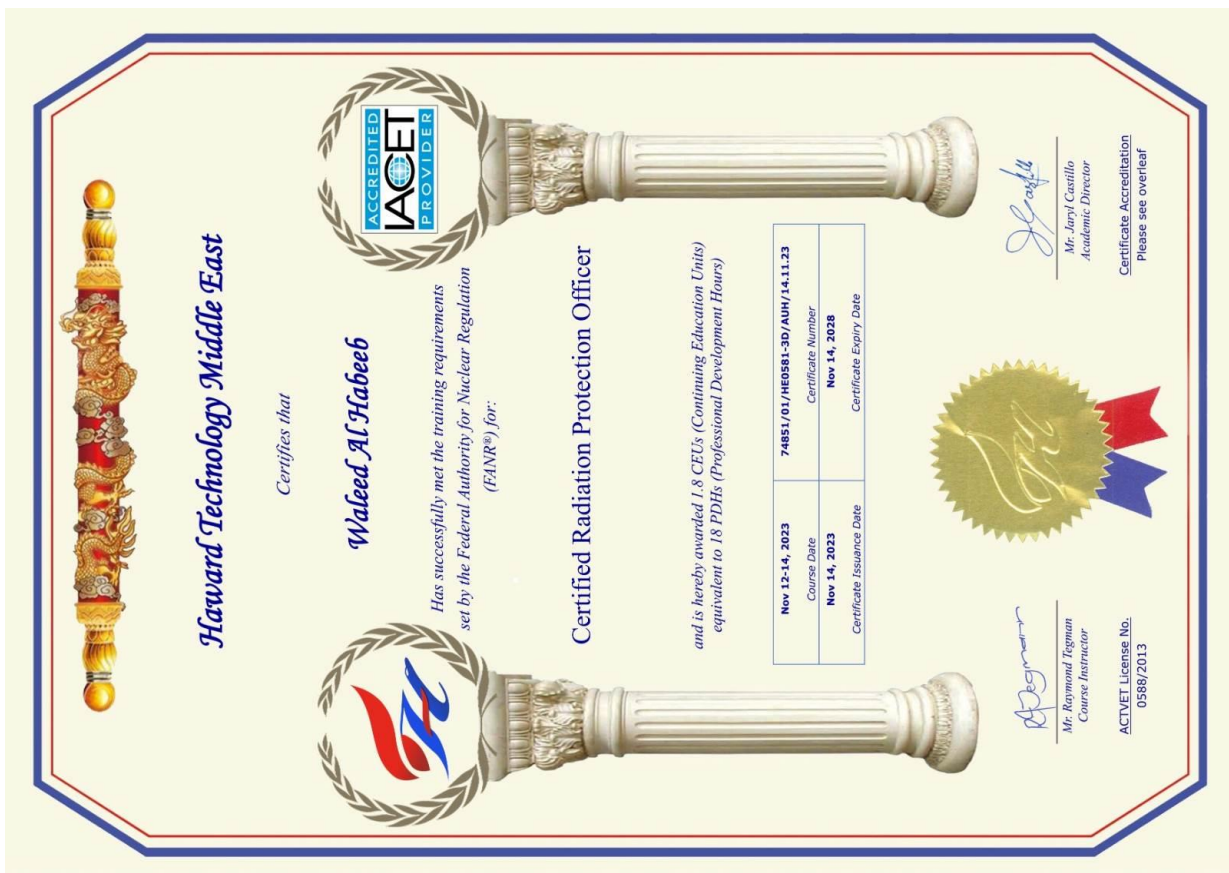 Haward Technology Middle East
Certifies that
Waleed Al Habeeb
ACCREDITED
IACET
PROVIDER
Has successfully met the training requirements
set by the Federal Authority for Nuclear Regulation
(FANR®) for:
Certified Radiation Protection Officer
and is hereby awarded 1.8 CEUs (Continuing Education Units)
equivalent to 18 PDHs (Professional Development Hours)
Nov 12-14, 2023 74851/01/HE0581-3D/AUH/14.11.23
Course Date Certificate Number
Nov 14, 2023 Nov 14, 2028
Certificate Issuance Date Certificate Expiry Date
Mr. Raymond Tegman
Course Instructor
Mr. Jaryl Castillo
Academic Director
ACTVET License No.
0588/2013
Certificate Accreditation
Please see overleaf